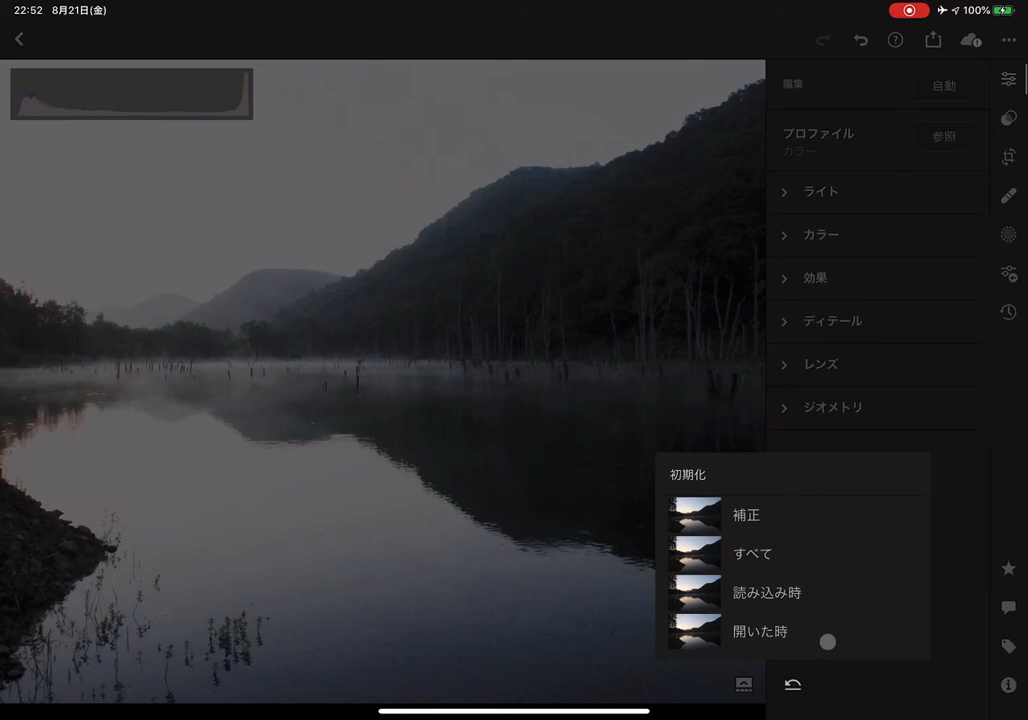 22:52 8月21日(金)
100%
編集
自動
プロファイル
カラー
参照
ライト
カラー
効果
ディテール
レンズ
ジオメトリ
初期化
補正
すべて
読み込み時
開いた時